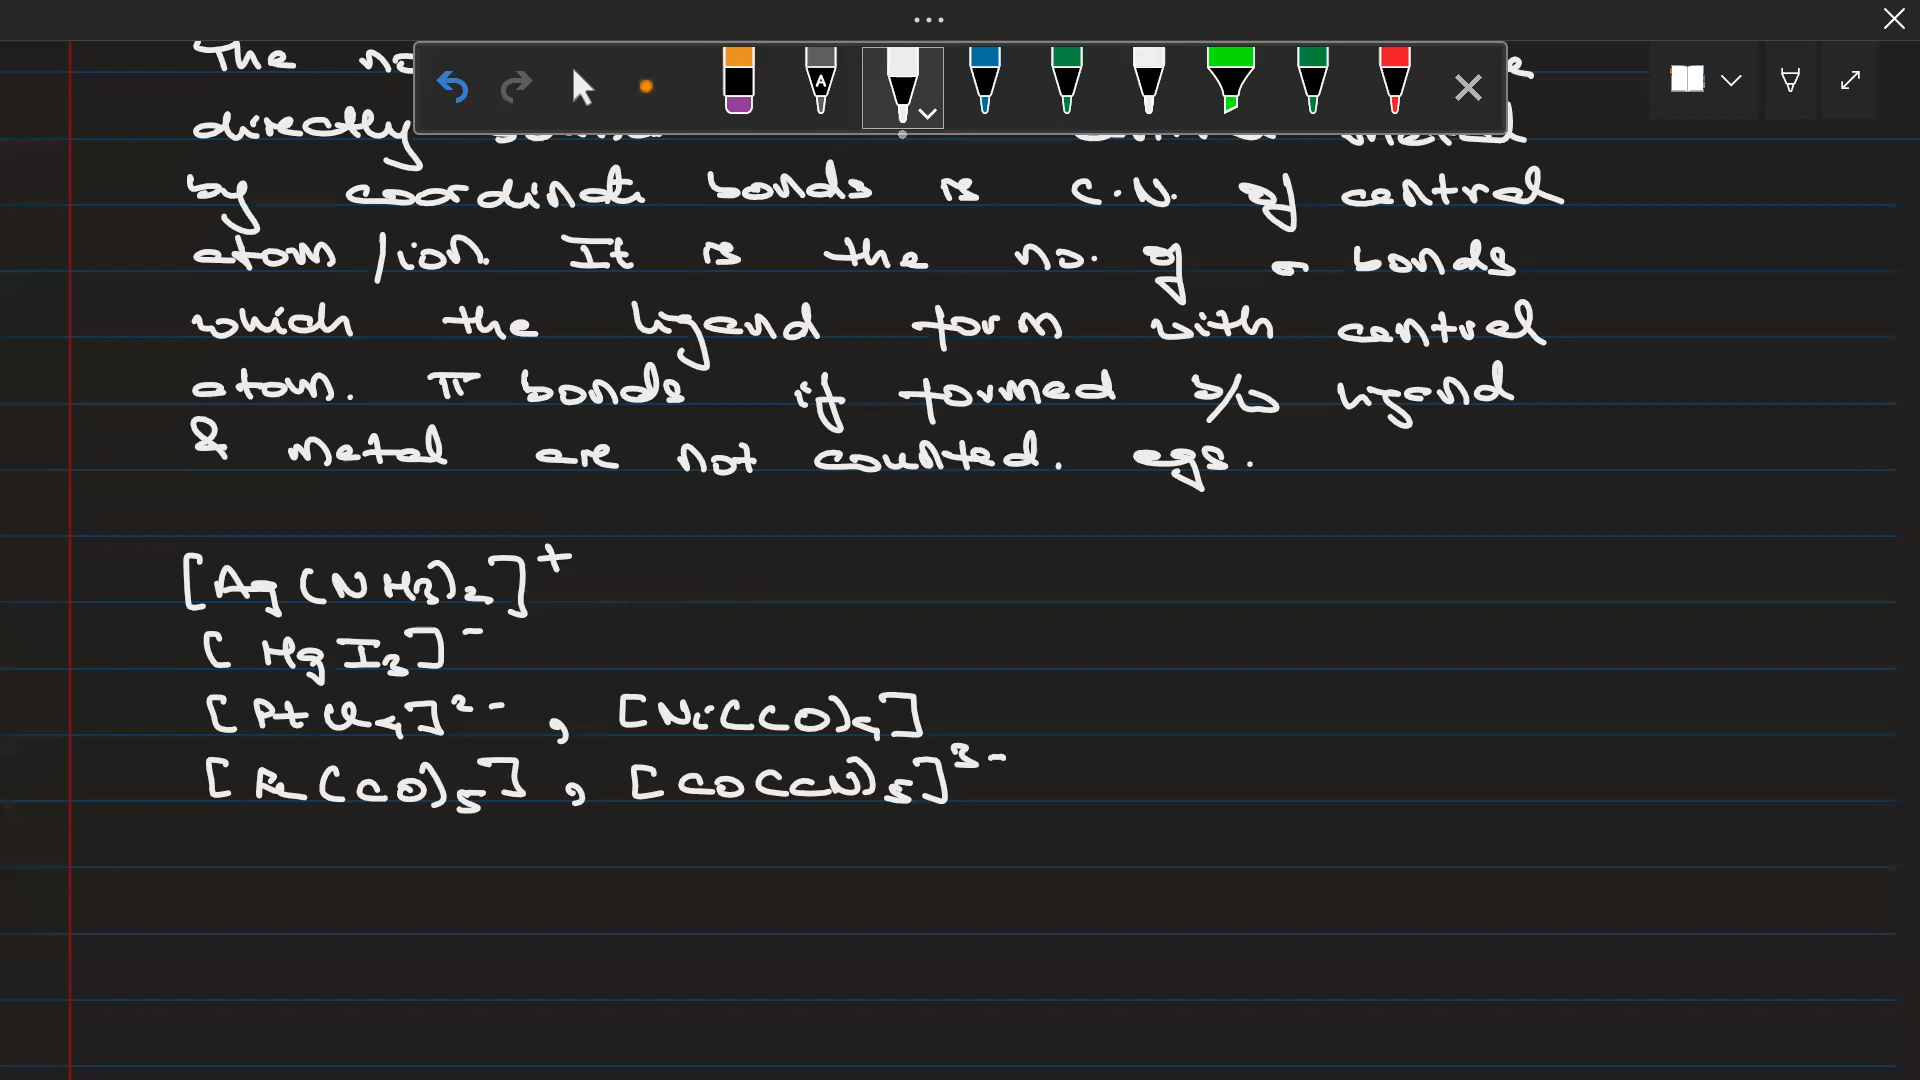 The no
directly
by coordinate bonds is C.N. of central
atom/ion. It is the no. of σ bonds
which the ligand form with central
atom. π bonds if formed b/w ligand
& metal are not counted. egs.
[Ag(NH3)2]+
[HgI3]-
[PtCl4]2- , [Ni(CO)4]
[Fe(CO)5] , [CO(CN)5]3-